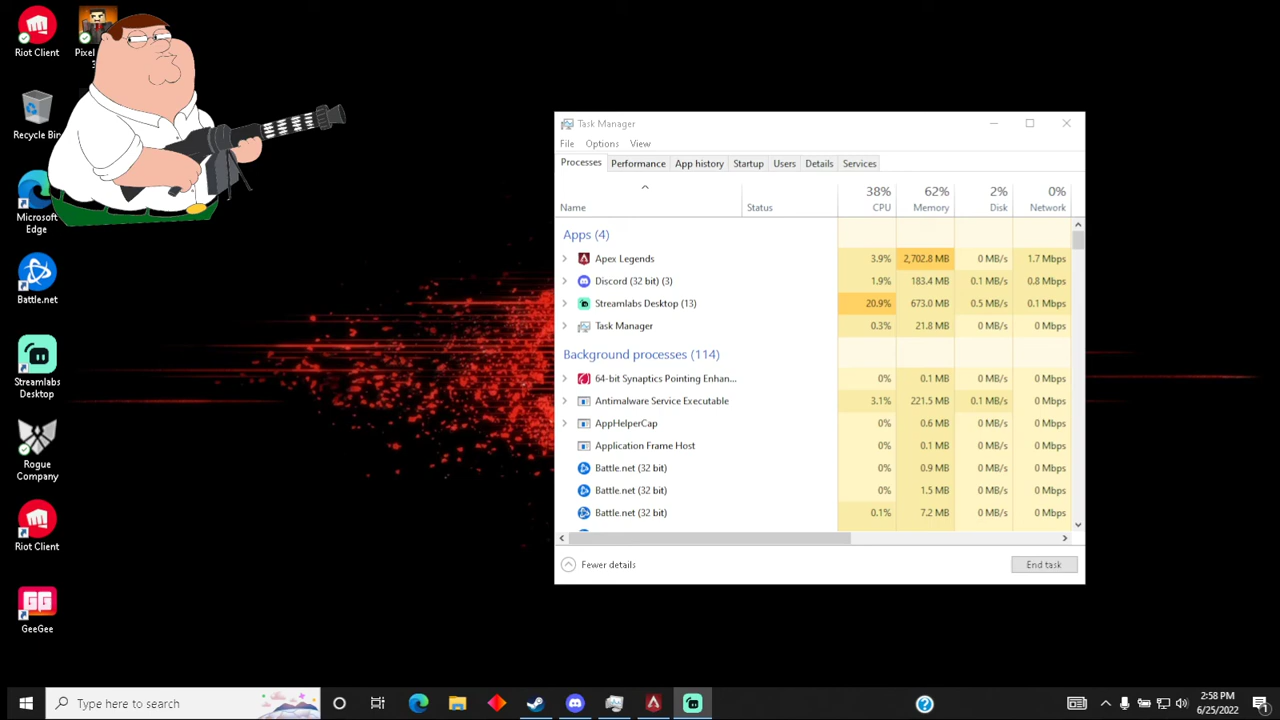 Riot Client
Pixel
3
Recycle Bin
Microsoft
Edge
Battle.net
Streamlabs
Desktop
Rogue
Company
Riot Client
GG
GeeGee
Task Manager
File Options View
Processes Performance App history Startup Users Details Services
38% 62% 2% 0%
Name Status CPU Memory Disk Network
Apps (4)
Apex Legends 3.9% 2,702.8 MB 0 MB/s 1.7 Mbps
Discord (32 bit) (3) 1.9% 183.4 MB 0.1 MB/s 0.8 Mbps
Streamlabs Desktop (13) 20.9% 673.0 MB 0.5 MB/s 0.1 Mbps
Task Manager 0.3% 21.8 MB 0 MB/s 0 Mbps
Background processes (114)
64-bit Synaptics Pointing Enhan... 0% 0.1 MB 0 MB/s 0 Mbps
Antimalware Service Executable 3.1% 221.5 MB 0.1 MB/s 0 Mbps
AppHelperCap 0% 0.6 MB 0 MB/s 0 Mbps
Application Frame Host 0% 0.1 MB 0 MB/s 0 Mbps
Battle.net (32 bit) 0% 0.9 MB 0 MB/s 0 Mbps
Battle.net (32 bit) 0% 1.5 MB 0 MB/s 0 Mbps
Battle.net (32 bit) 0.1% 7.2 MB 0 MB/s 0 Mbps
Fewer details End task
Type here to search
2:58 PM
6/25/2022